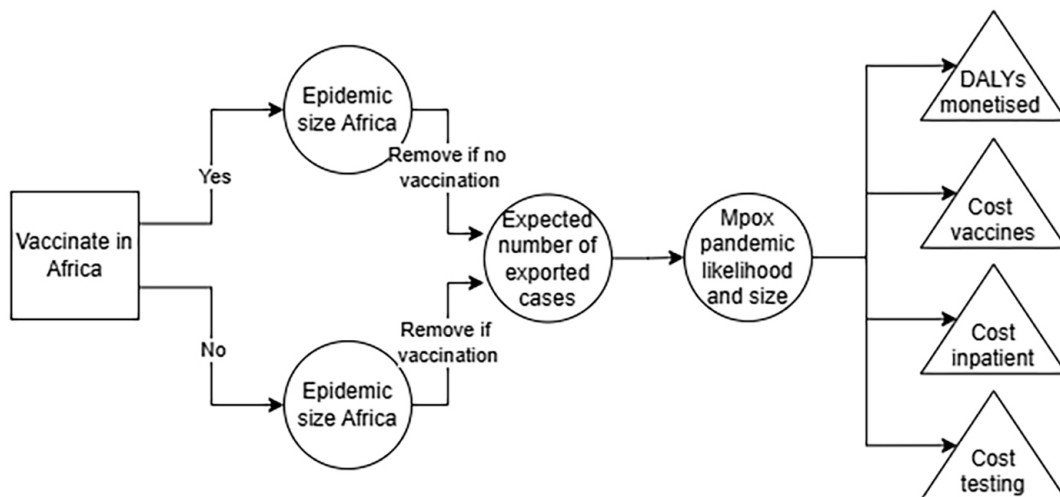 Vaccinate in
Africa
Yes
No
Epidemic
size Africa
Epidemic
size Africa
Remove if no
vaccination
Remove if
vaccination
Expected
number of
exported
cases
Mpox
pandemic
likelihood
and size
DALYs
monetised
Cost
vaccines
Cost
inpatient
Cost
testing